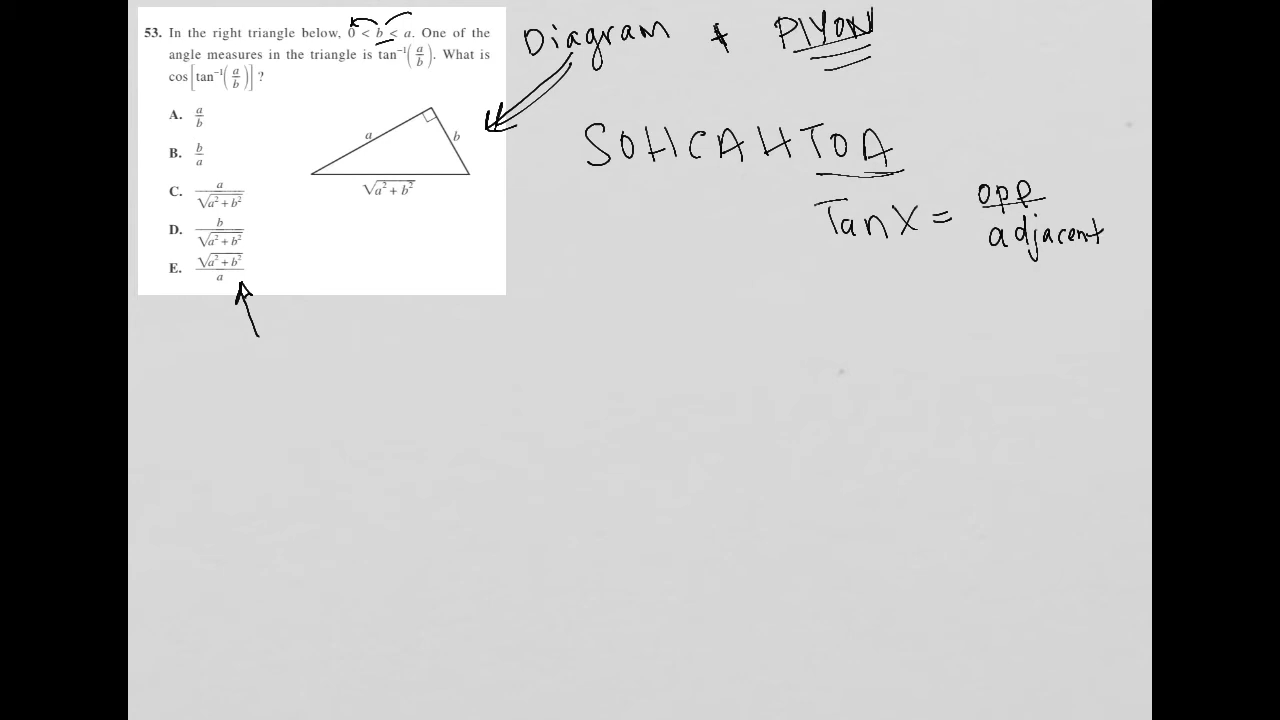 53. In the right triangle below, 0 < b < a. One of the
angle measures in the triangle is tan⁻¹(a/b). What is
cos[tan⁻¹(a/b)] ?
A. a/b
B. b/a
C. a/√(a² + b²)
D. b/√(a² + b²)
E. √(a² + b²)/a
a
b
√(a² + b²)
Diagram + PIYON
SOHCAHTOA
Tan X = opp/adjacent